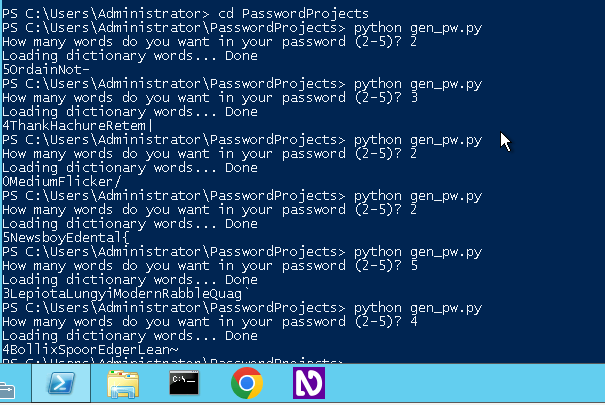 PS C:\Users\Administrator> cd PasswordProjects
PS C:\Users\Administrator\PasswordProjects> python gen_pw.py
How many words do you want in your password (2-5)? 2
Loading dictionary words... Done
5OrdainNot-
PS C:\Users\Administrator\PasswordProjects> python gen_pw.py
How many words do you want in your password (2-5)? 3
Loading dictionary words... Done
4ThankHachureRetem|
PS C:\Users\Administrator\PasswordProjects> python gen_pw.py
How many words do you want in your password (2-5)? 2
Loading dictionary words... Done
0MediumFlicker/
PS C:\Users\Administrator\PasswordProjects> python gen_pw.py
How many words do you want in your password (2-5)? 2
Loading dictionary words... Done
5NewsboyEdental{
PS C:\Users\Administrator\PasswordProjects> python gen_pw.py
How many words do you want in your password (2-5)? 5
Loading dictionary words... Done
3LepiotaLungyiModernRabbleQuag`
PS C:\Users\Administrator\PasswordProjects> python gen_pw.py
How many words do you want in your password (2-5)? 4
Loading dictionary words... Done
4BollixSpoorEdgerLean~
PS C:\Users\Administrator\PasswordProjects>
C:\_
N